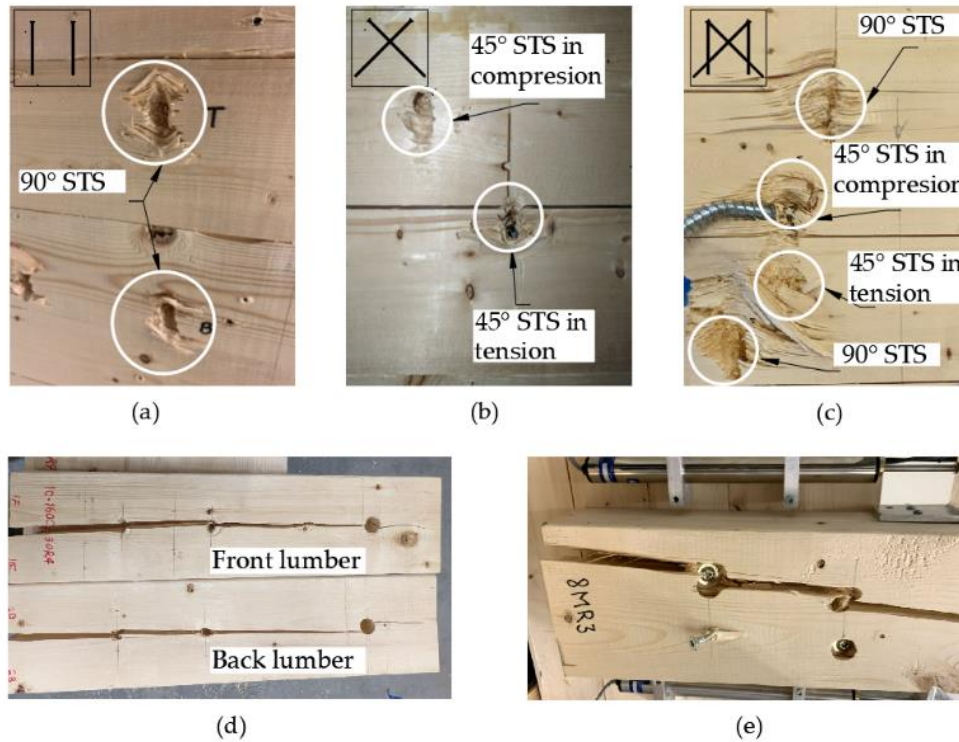 45° STS in
compresion
90° STS
T
90° STS
45° STS in
compresion
45° STS in
tension
B
45° STS in
tension
90° STS
(a)
(b)
(c)
Front lumber
8MR3
Back lumber
(d)
(e)